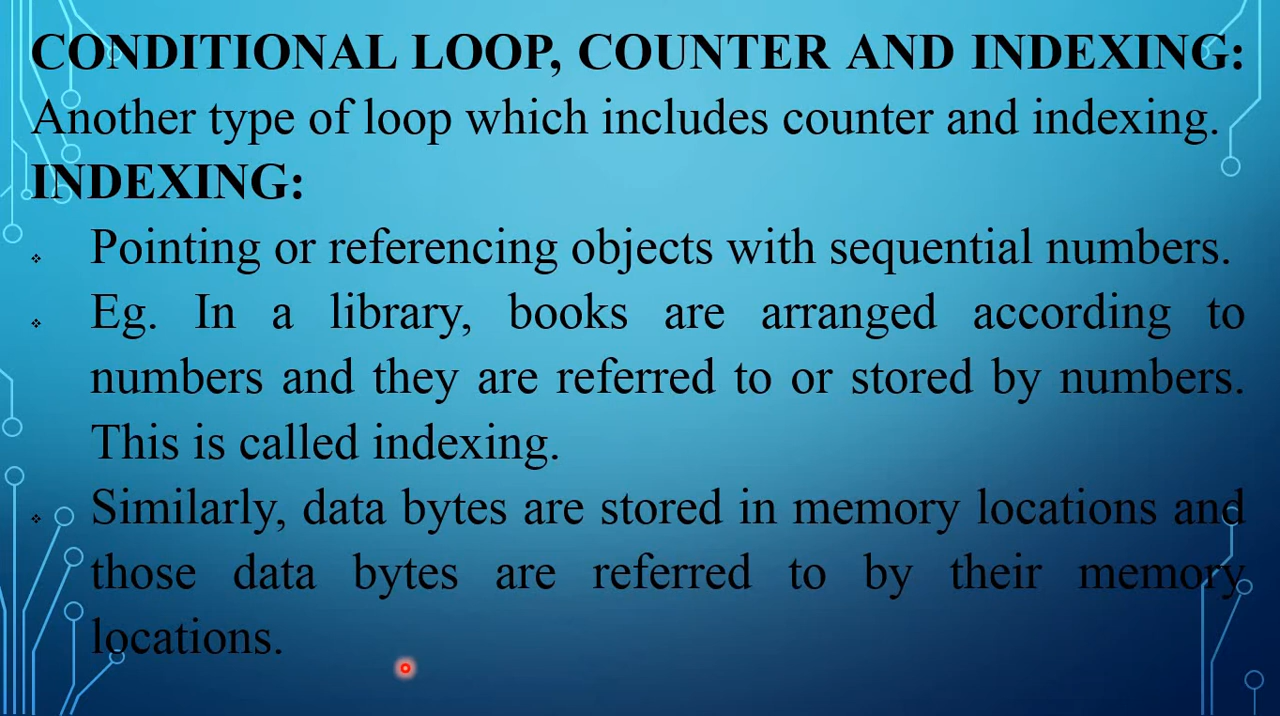 CONDITIONAL LOOP, COUNTER AND INDEXING:
Another type of loop which includes counter and indexing.
INDEXING:
❖ Pointing or referencing objects with sequential numbers.
❖ Eg. In a library, books are arranged according to
numbers and they are referred to or stored by numbers.
This is called indexing.
❖ Similarly, data bytes are stored in memory locations and
those data bytes are referred to by their memory
locations.